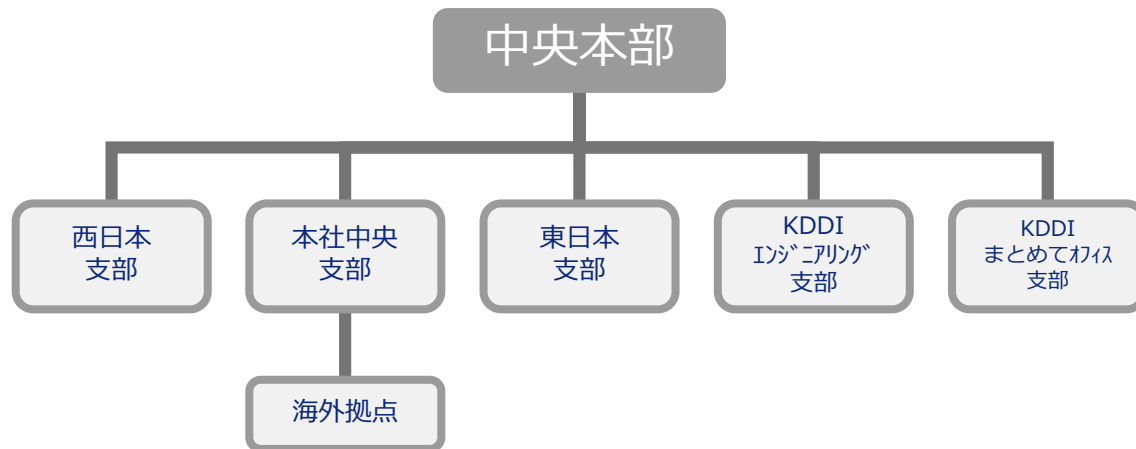 中央本部
西日本
支部
本社中央
支部
東日本
支部
KDDI
ｴﾝｼﾞﾆｱﾘﾝｸﾞ
支部
KDDI
まとめてｵﾌｨｽ
支部
海外拠点